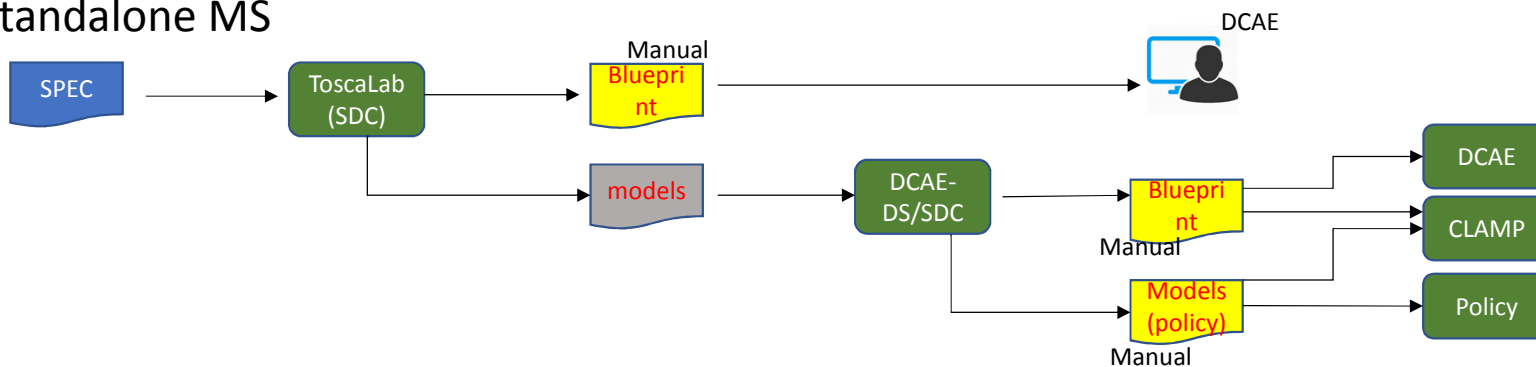 tandalone MS
DCAE
Manual
SPEC
ToscaLab
(SDC)
Bluepri
nt
models
DCAE-
DS/SDC
Bluepri
nt
Manual
Models
(policy)
Manual
DCAE
CLAMP
Policy